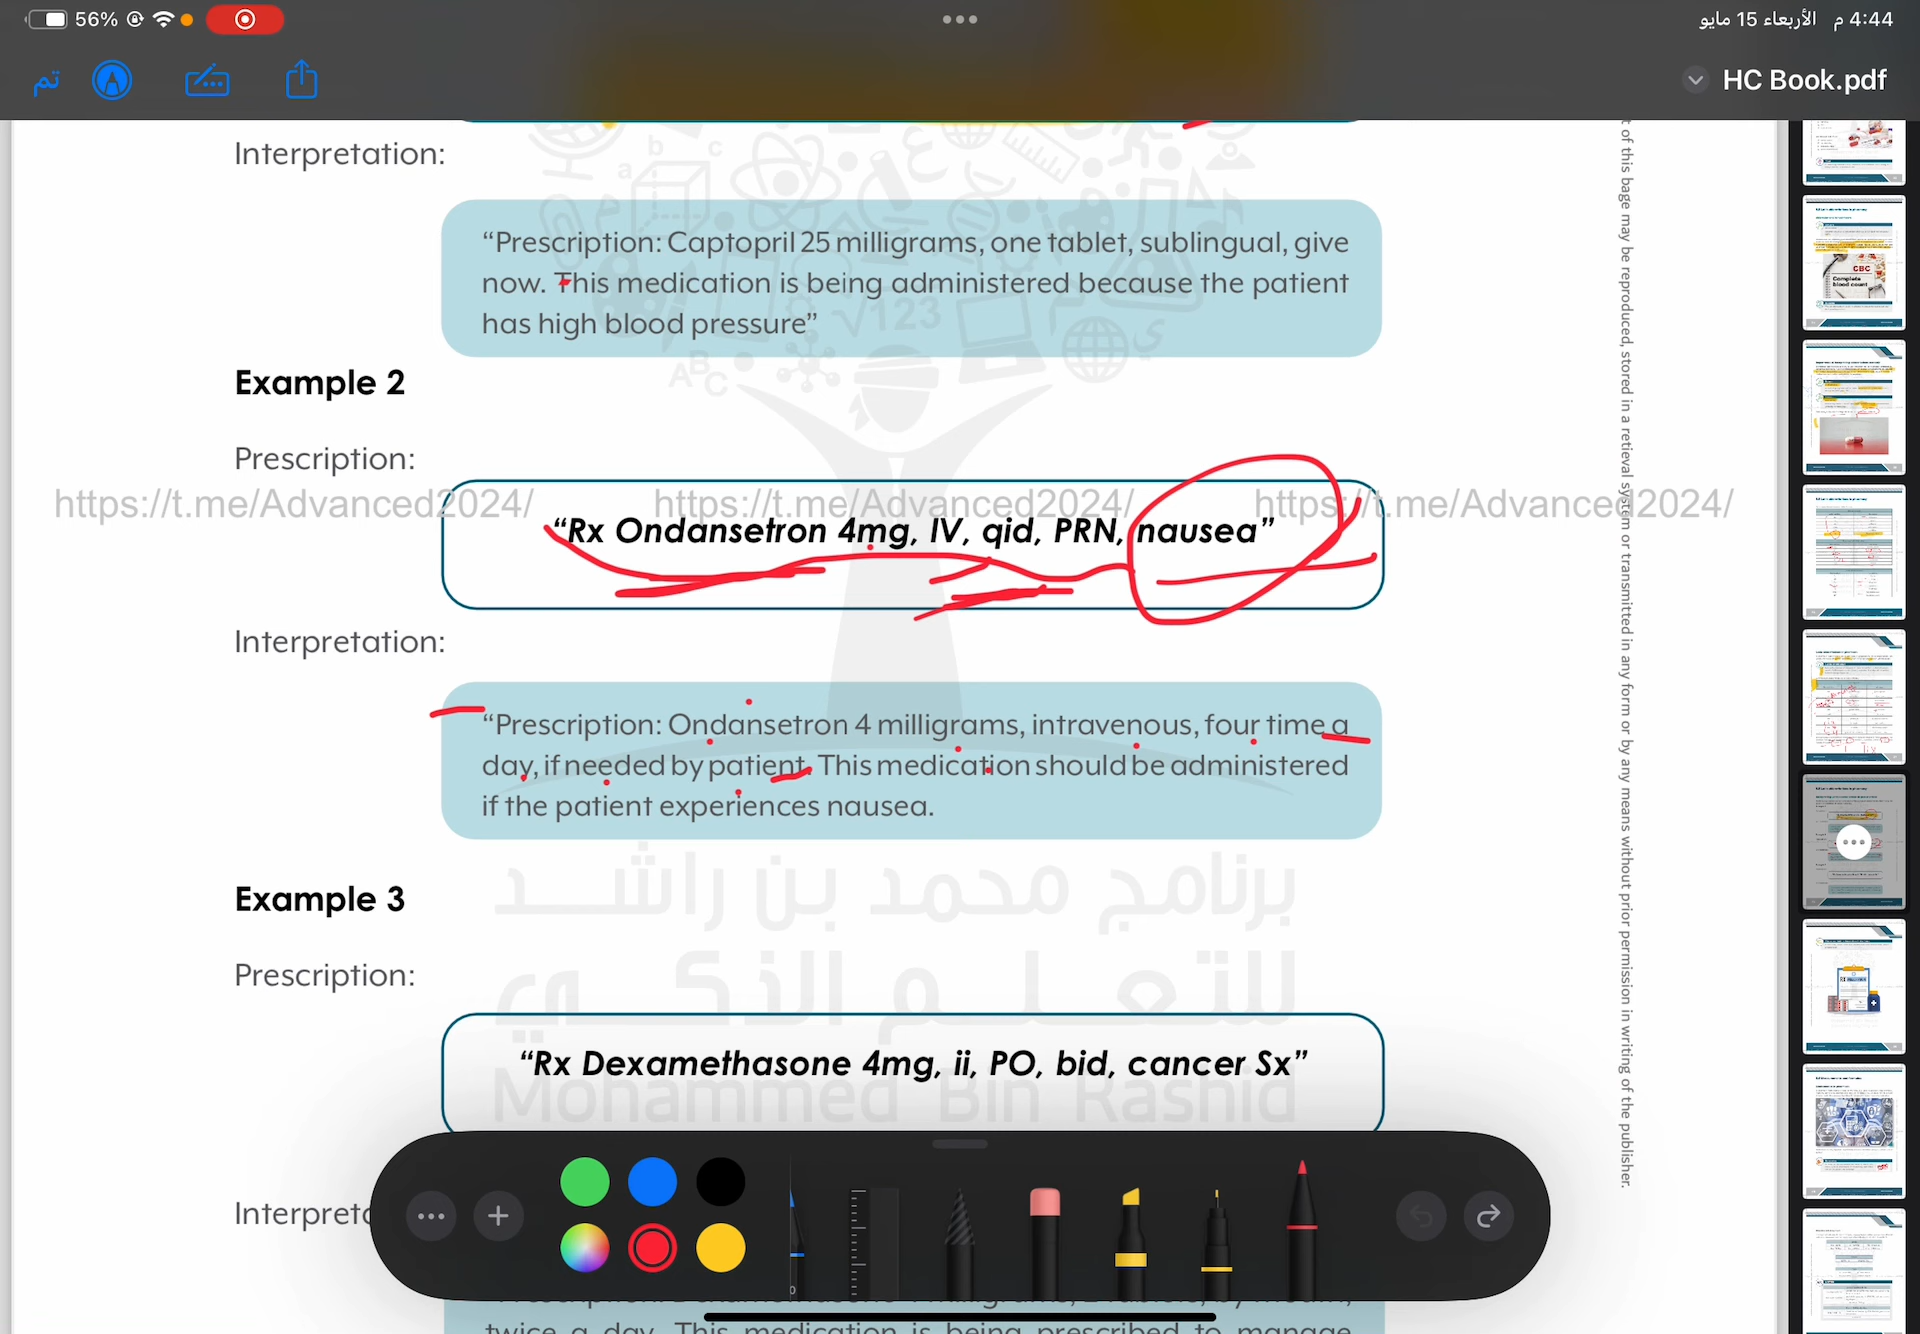 56%
4:44 م الأربعاء 15 مايو
تم
HC Book.pdf
Interpretation:
“Prescription: Captopril 25 milligrams, one tablet, sublingual, give
now. This medication is being administered because the patient
has high blood pressure”
Example 2
Prescription:
https://t.me/Advanced2024/ https://t.me/Advanced2024/ https://t.me/Advanced2024/
“Rx Ondansetron 4mg, IV, qid, PRN, nausea”
Interpretation:
“Prescription: Ondansetron 4 milligrams, intravenous, four time a
day, if needed by patient. This medication should be administered
if the patient experiences nausea.
برنامج محمد بن راشد
للتعلم الذكي
Example 3
Prescription:
“Rx Dexamethasone 4mg, ii, PO, bid, cancer Sx”
Mohammed Bin Rashid
twice a day. This medication is being prescribed to manage
t of this bage may be reproduced, stored in a retieval system or transmitted in any form or by any means without prior permission in writing of the publisher.
CBC
Complete
blood count